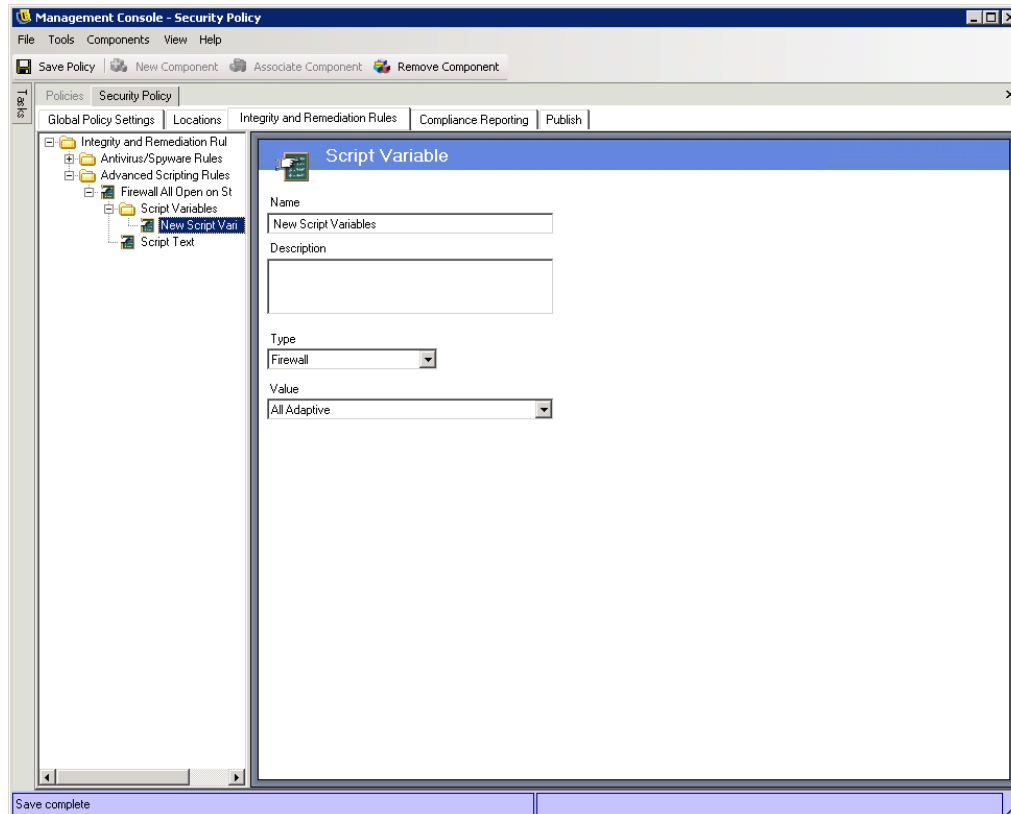 Management Console - Security Policy
File Tools Components View Help
Save Policy New Component Associate Component Remove Component
Tasks
Policies Security Policy
Global Policy Settings Locations Integrity and Remediation Rules Compliance Reporting Publish
Integrity and Remediation Rul
Antivirus/Spyware Rules
Advanced Scripting Rules
Firewall All Open on St
Script Variables
New Script Vari
Script Text
Script Variable
Name
New Script Variables
Description
Type
Firewall
Value
All Adaptive
Save complete